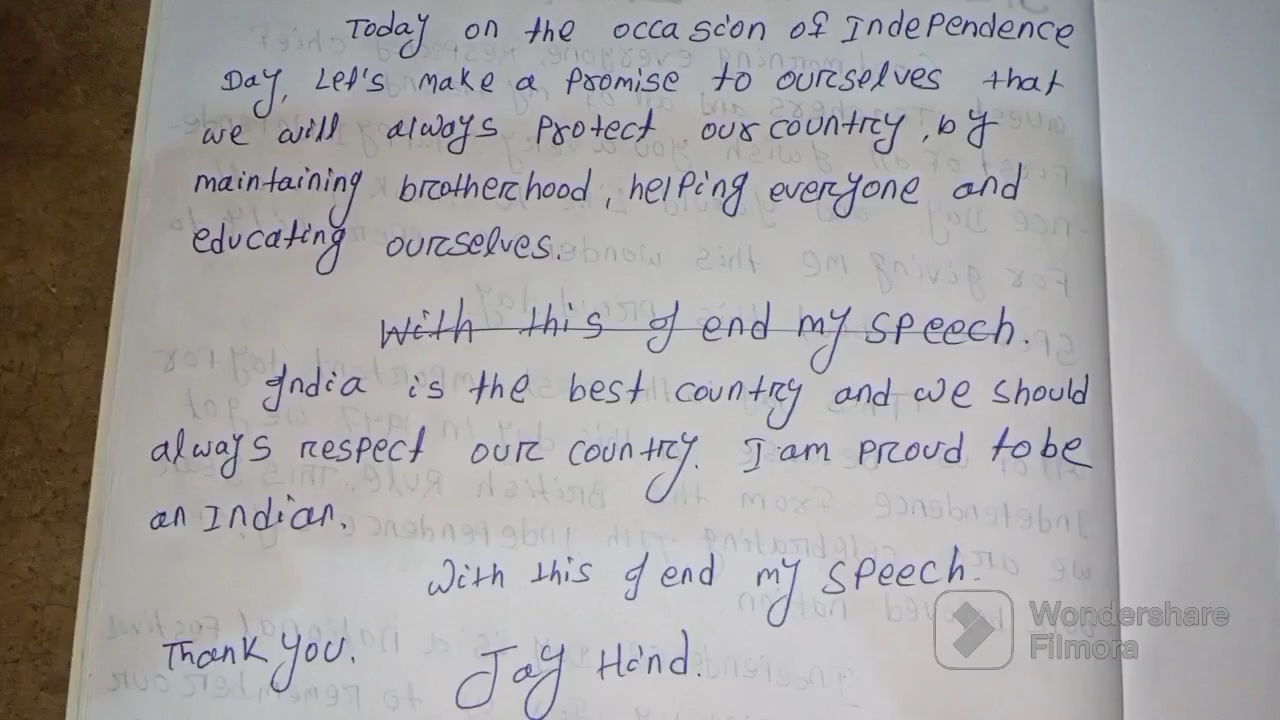 Today on the occasion of Independence
Day, Let's make a promise to ourselves that
we will always protect our country, by
maintaining brotherhood, helping everyone and
educating ourselves.
With this I end my speech.
India is the best country and we should
always respect our country. I am proud to be
an Indian.
With this I end my speech.
Thank you. Jay Hind.
Wondershare
Filmora